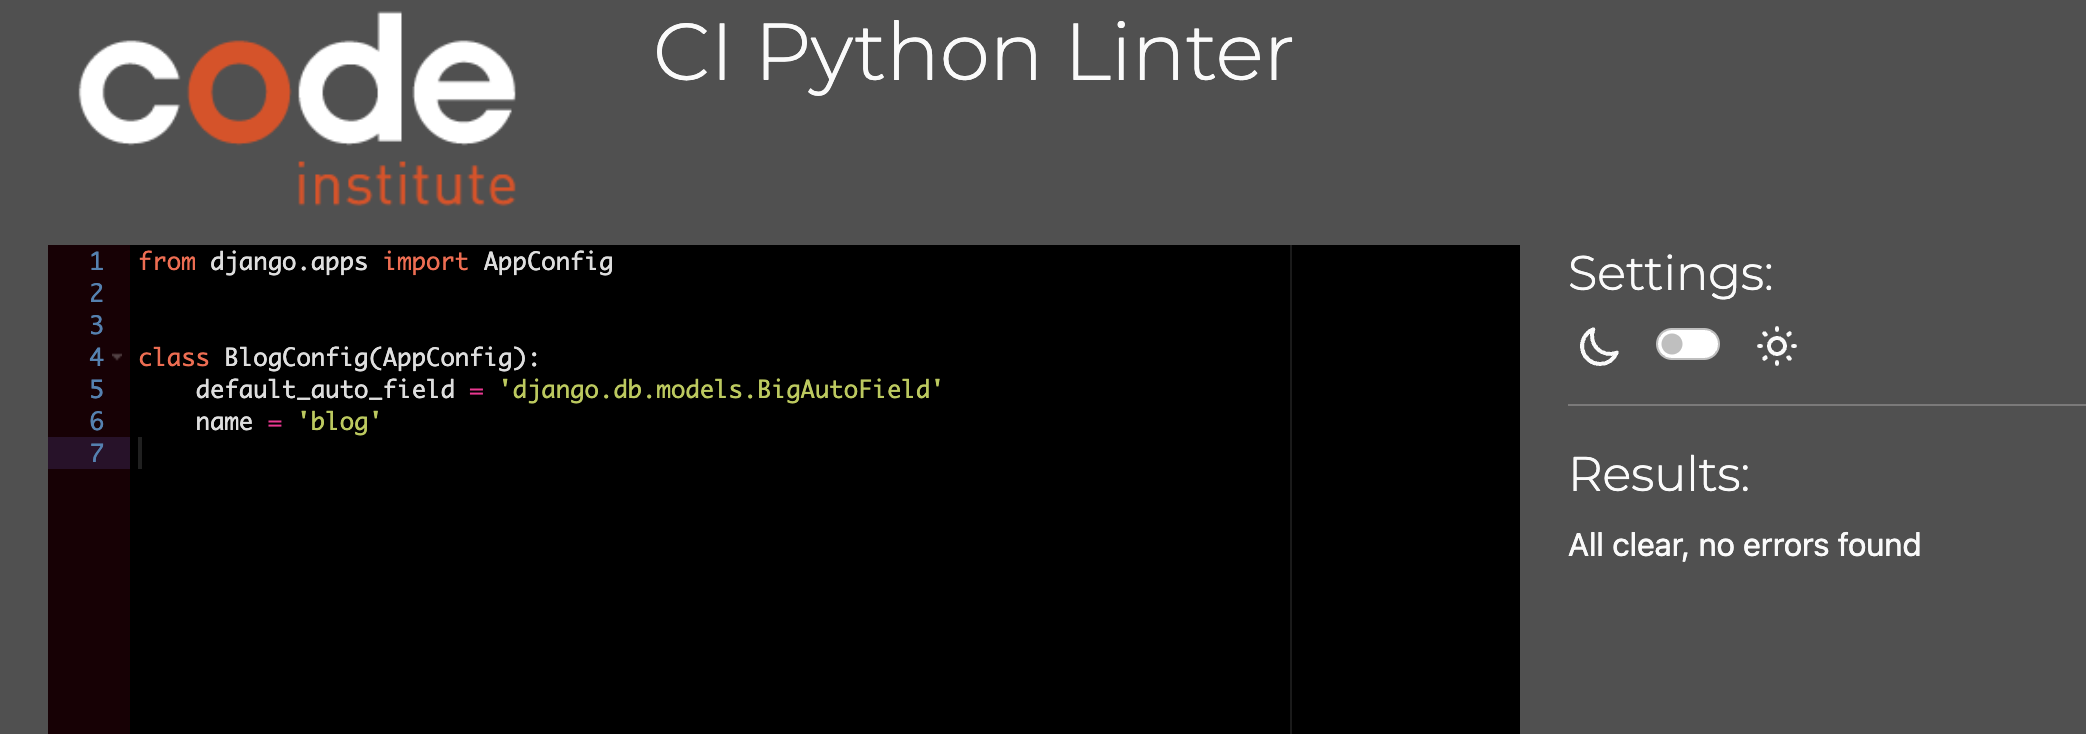 code
institute
CI Python Linter
1 from django.apps import AppConfig
2
3
4 class BlogConfig(AppConfig):
5     default_auto_field = 'django.db.models.BigAutoField'
6     name = 'blog'
7
Settings:
Results:
All clear, no errors found